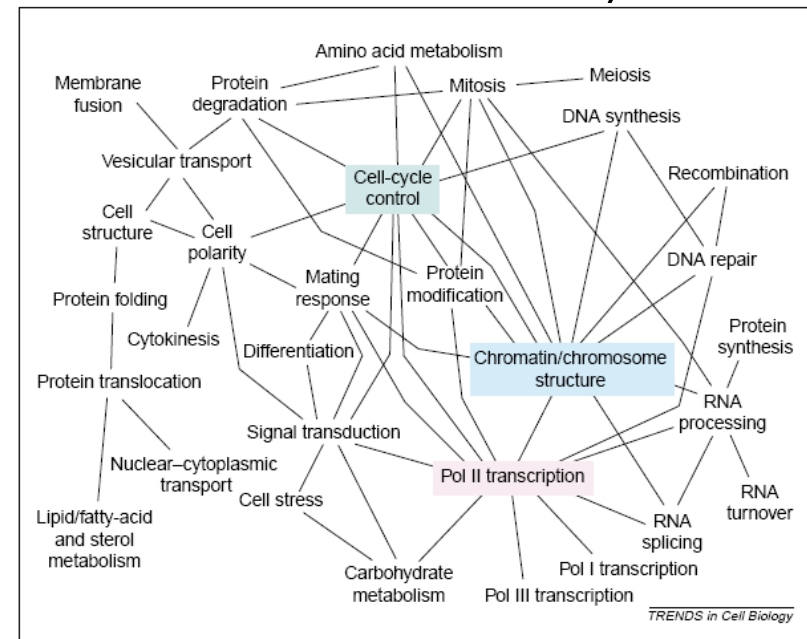 Amino acid metabolism
Membrane
fusion
Protein
degradation
Mitosis
Meiosis
DNA synthesis
Vesicular transport
Recombination
Cell-cycle
control
Cell
structure
Cell
polarity
DNA repair
Mating
response
Protein
modification
Protein folding
Cytokinesis
Differentiation
Protein
synthesis
Chromatin/chromosome
structure
Protein translocation
RNA
processing
Signal transduction
Nuclear–cytoplasmic
transport
Pol II transcription
Cell stress
RNA
turnover
Lipid/fatty-acid
and sterol
metabolism
RNA
splicing
Carbohydrate
metabolism
Pol I transcription
Pol III transcription
TRENDS in Cell Biology